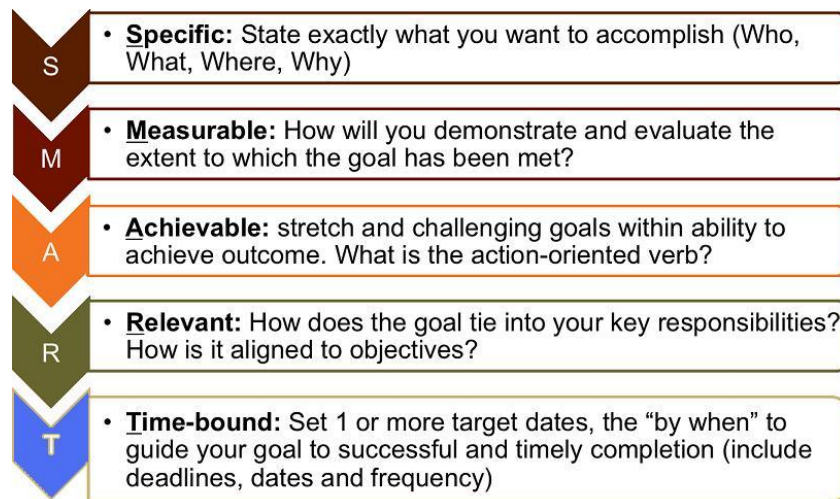 S
• Specific: State exactly what you want to accomplish (Who,
What, Where, Why)
M
• Measurable: How will you demonstrate and evaluate the
extent to which the goal has been met?
A
• Achievable: stretch and challenging goals within ability to
achieve outcome. What is the action-oriented verb?
R
• Relevant: How does the goal tie into your key responsibilities?
How is it aligned to objectives?
T
• Time-bound: Set 1 or more target dates, the “by when” to
guide your goal to successful and timely completion (include
deadlines, dates and frequency)